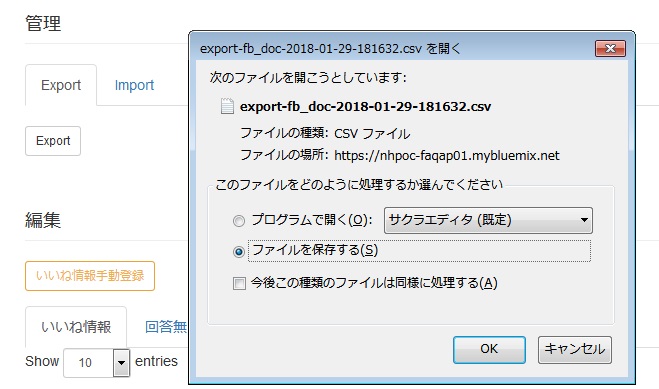 管理
Export
Import
Export
編集
いいね情報手動登録
いいね情報
回答無
Show 10 entries
export-fb_doc-2018-01-29-181632.csv を開く
次のファイルを開こうとしています:
export-fb_doc-2018-01-29-181632.csv
ファイルの種類: CSV ファイル
ファイルの場所: https://nhpoc-faqap01.mybluemix.net
このファイルをどのように処理するか選んでください
プログラムで開く(O): サクラエディタ (既定)
ファイルを保存する(S)
今後この種類のファイルは同様に処理する(A)
OK
キャンセル